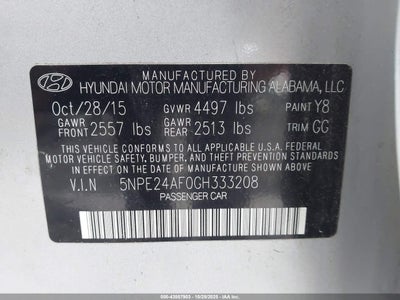 MANUFACTURED BY
HYUNDAI MOTOR MANUFACTURING ALABAMA, LLC
Oct/28/15 GVWR 4497 lbs PAINT Y8
GAWR FRONT 2557 lbs GAWR REAR 2513 lbs TRIM GG
THIS VEHICLE CONFORMS TO ALL APPLICABLE U.S.A. FEDERAL
MOTOR VEHICLE SAFETY, BUMPER, AND THEFT PREVENTION
STANDARDS IN EFFECT ON THE DATE OF MANUFACTURE SHOWN ABOVE.
V.I.N 5NPE24AF0GH333208
PASSENGER CAR